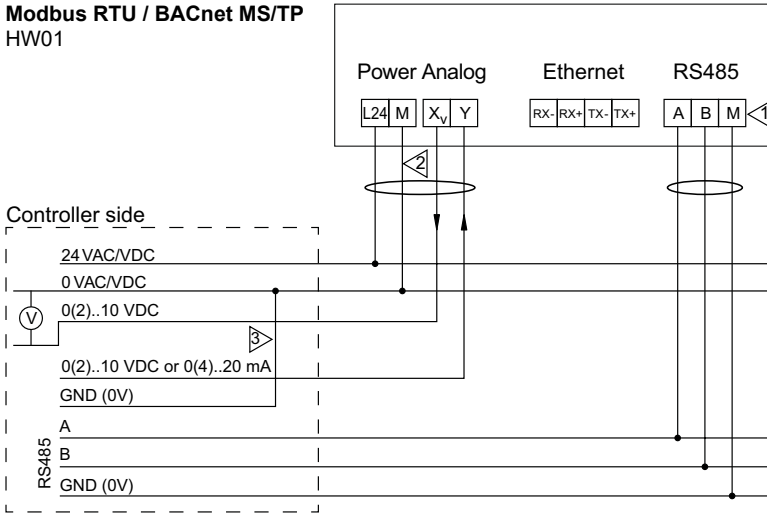 Modbus RTU / BACnet MS/TP
HW01
Power Analog Ethernet RS485
L24 M Xv Y RX- RX+ TX- TX+ A B M 1
2
Controller side
24 VAC/VDC
0 VAC/VDC
0(2)..10 VDC
V
3
0(2)..10 VDC or 0(4)..20 mA
GND (0V)
RS485
A
B
GND (0V)